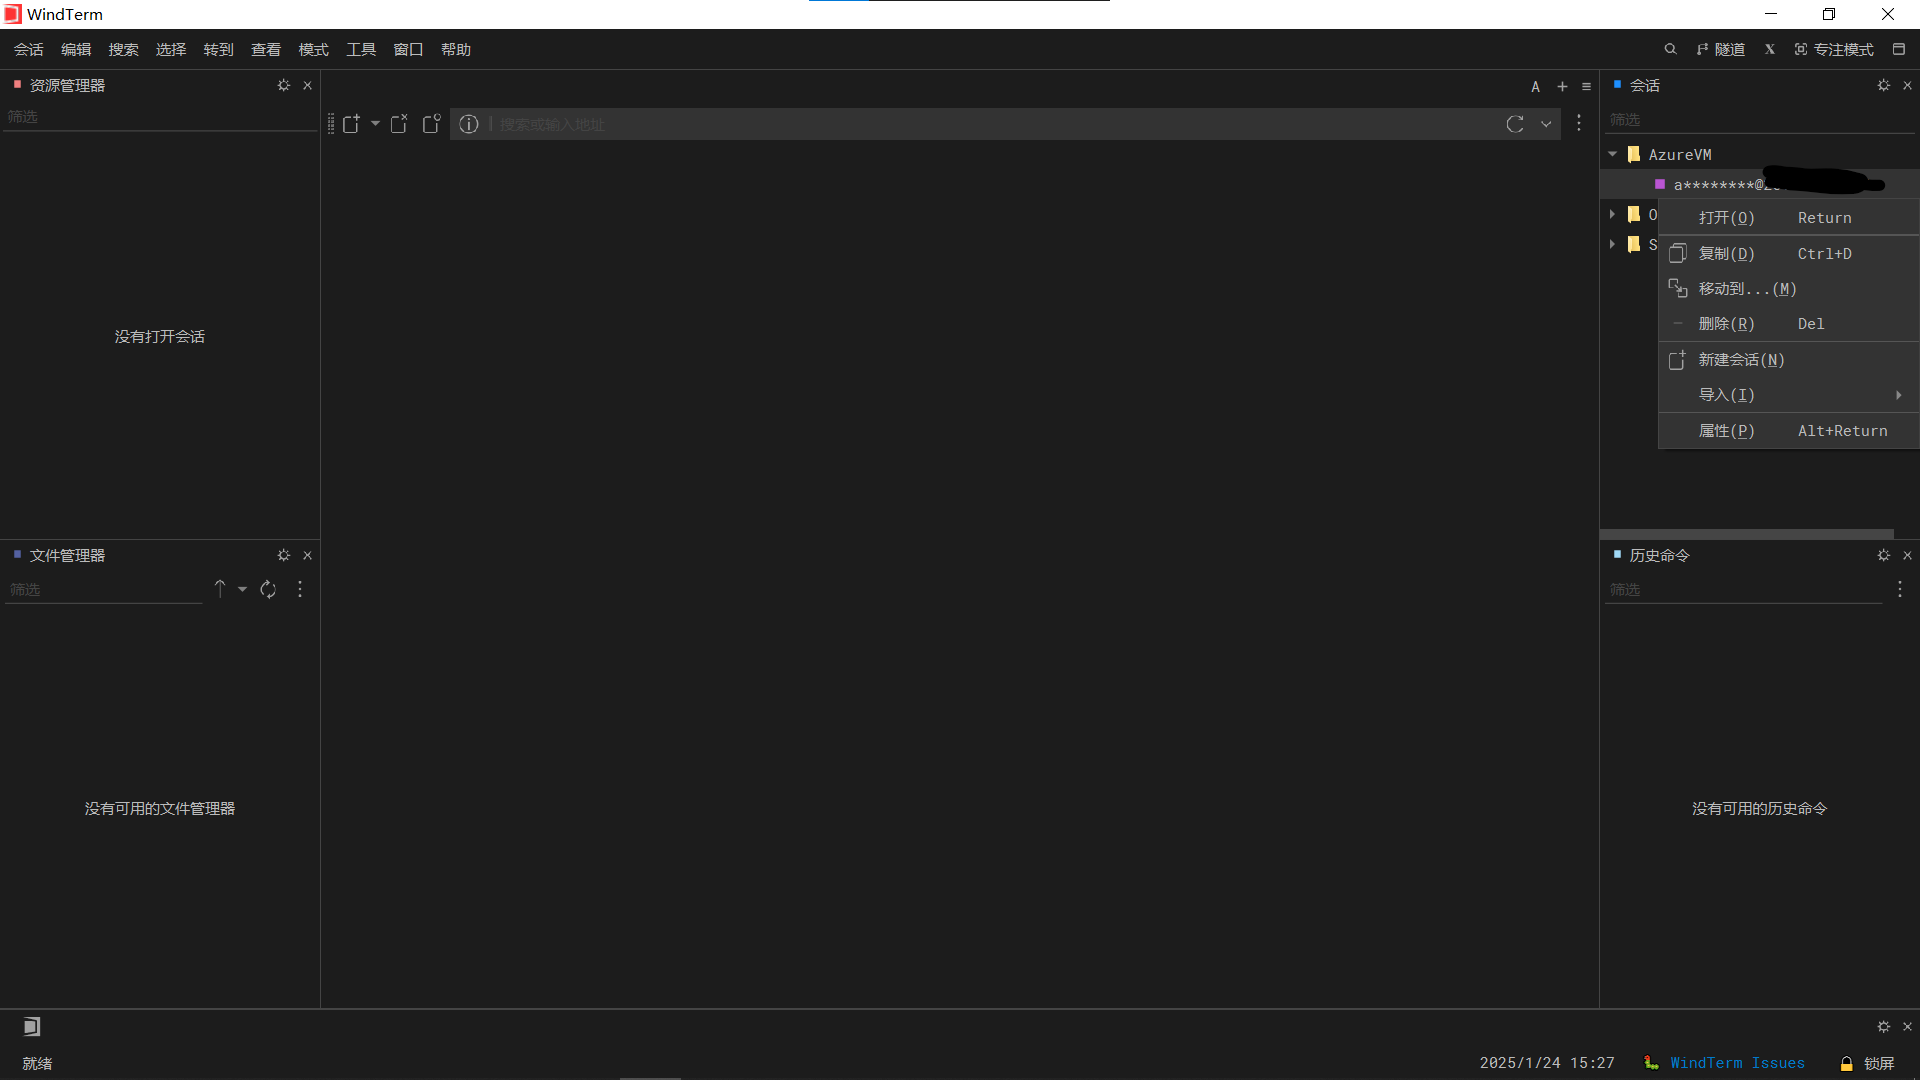 WindTerm
会话 编辑 搜索 选择 转到 查看 模式 工具 窗口 帮助
隧道 X 专注模式
资源管理器
筛选
没有打开会话
文件管理器
筛选
没有可用的文件管理器
A
搜索或输入地址
会话
筛选
AzureVM
a********@
O
S
打开(O) Return
复制(D) Ctrl+D
移动到...(M)
删除(R) Del
新建会话(N)
导入(I)
属性(P) Alt+Return
历史命令
筛选
没有可用的历史命令
就绪
2025/1/24 15:27 WindTerm Issues 锁屏